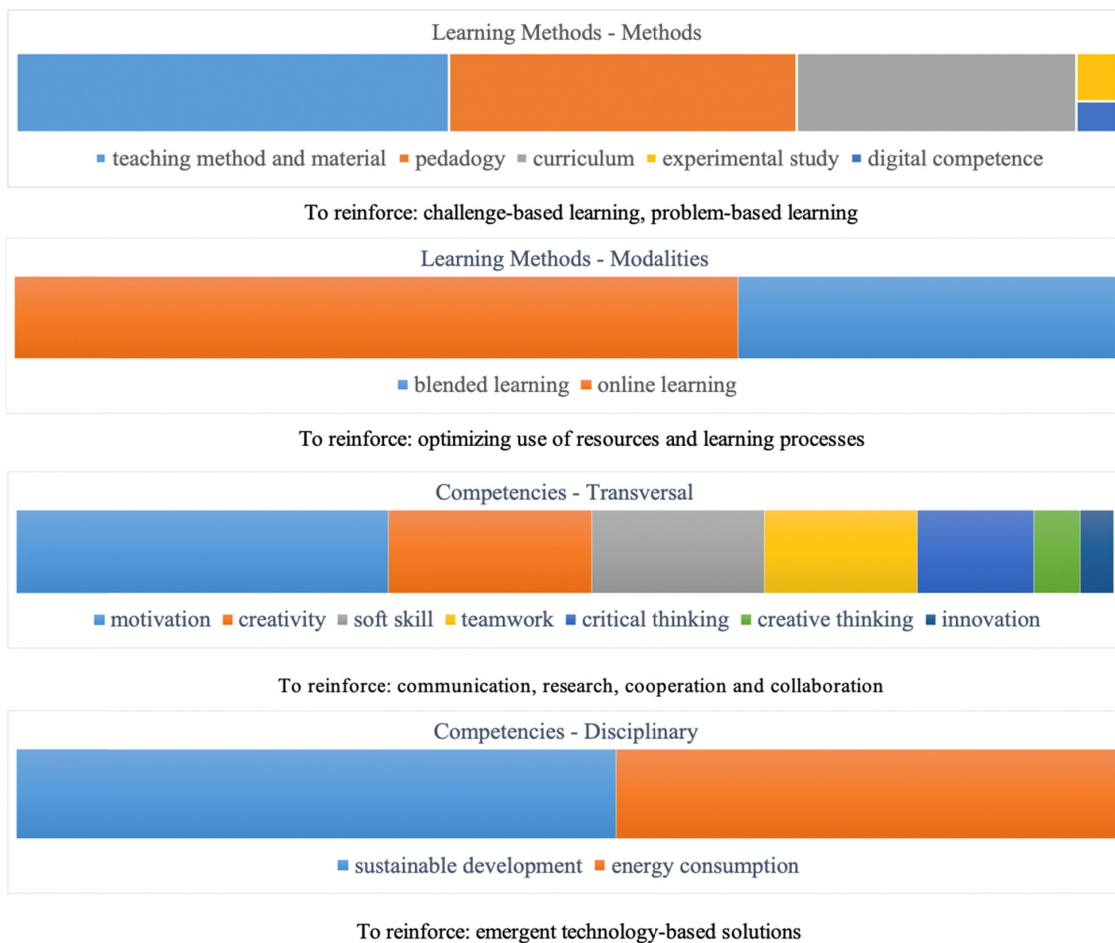 Learning Methods - Methods
teaching method and material pedadogy curriculum experimental study digital competence
To reinforce: challenge-based learning, problem-based learning
Learning Methods - Modalities
blended learning online learning
To reinforce: optimizing use of resources and learning processes
Competencies - Transversal
motivation creativity soft skill teamwork critical thinking creative thinking innovation
To reinforce: communication, research, cooperation and collaboration
Competencies - Disciplinary
sustainable development energy consumption
To reinforce: emergent technology-based solutions